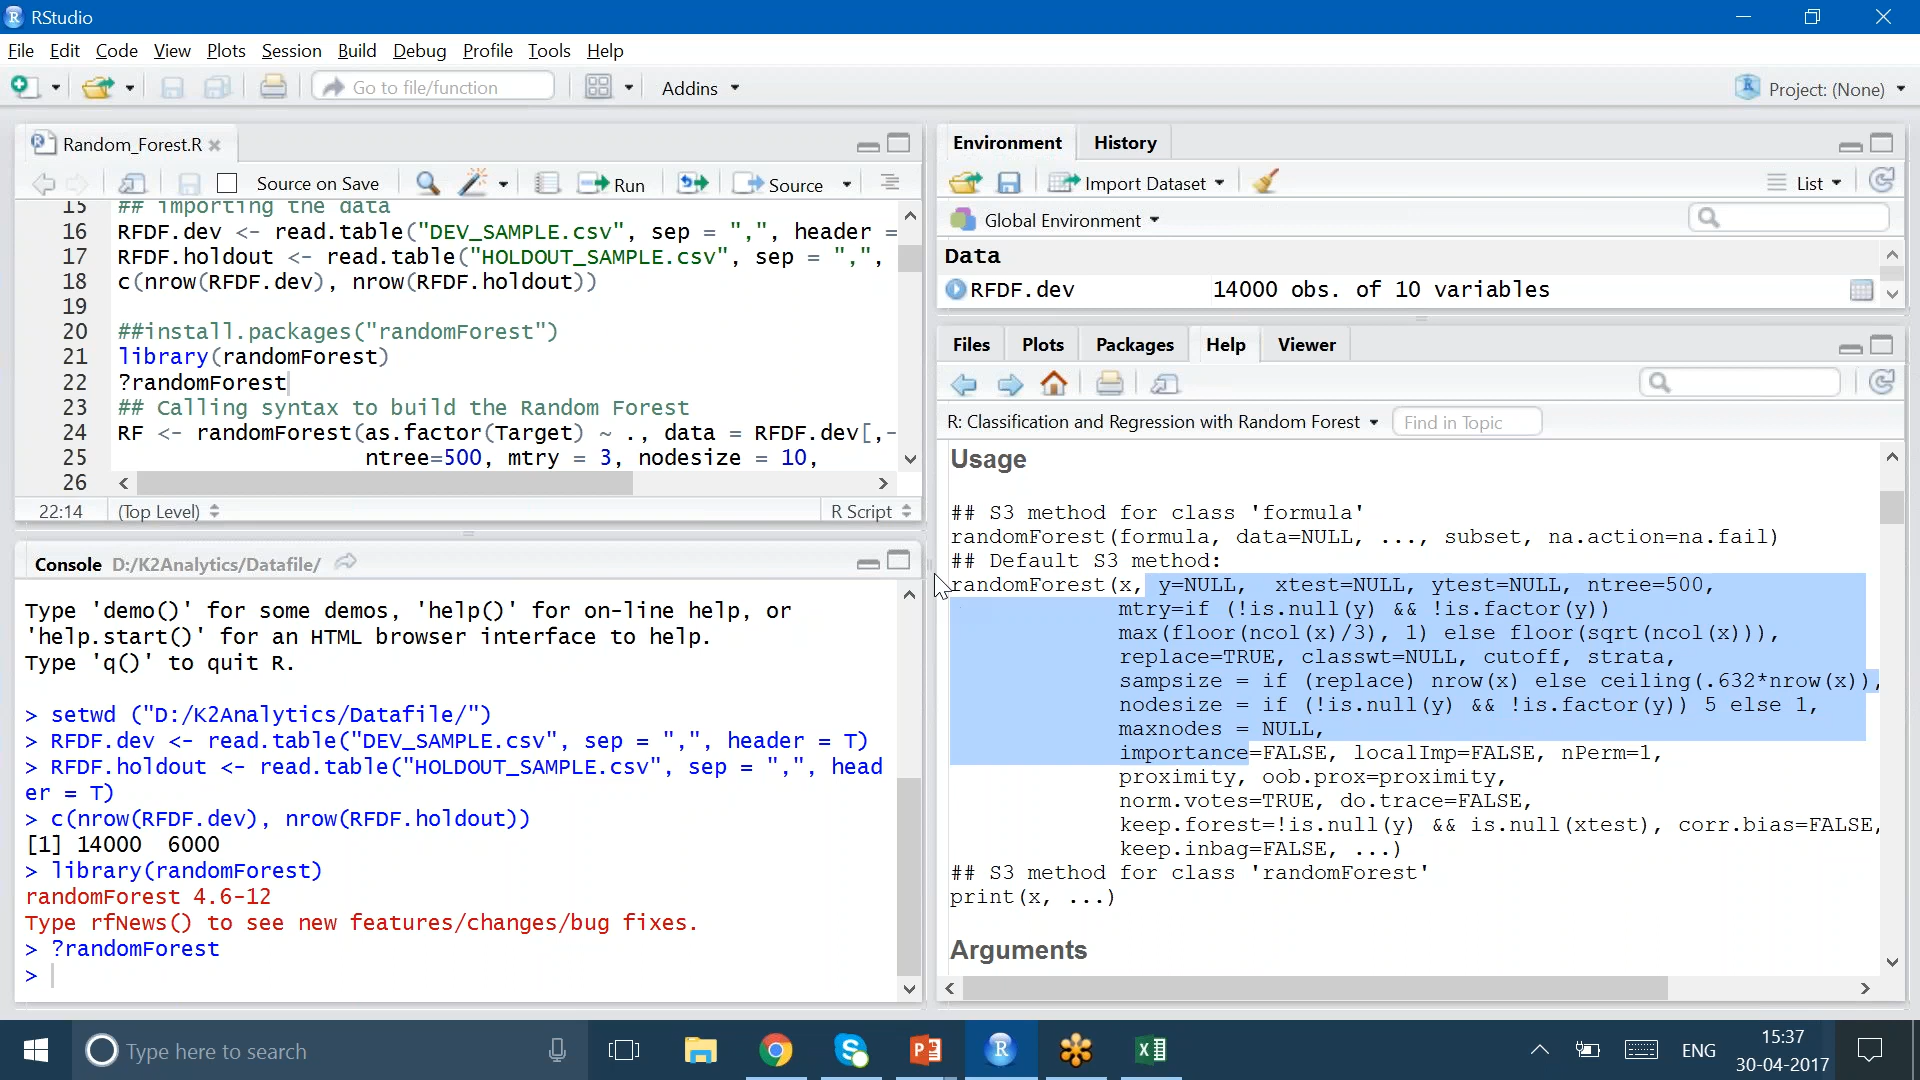 RStudio
File Edit Code View Plots Session Build Debug Profile Tools Help
Go to file/function Addins Project: (None)
Random_Forest.R
Source on Save Run Source
15 ## importing the data
16 RFDF.dev <- read.table("DEV_SAMPLE.csv", sep = ",", header =
17 RFDF.holdout <- read.table("HOLDOUT_SAMPLE.csv", sep = ",",
18 c(nrow(RFDF.dev), nrow(RFDF.holdout))
19
20 ##install.packages("randomForest")
21 library(randomForest)
22 ?randomForest
23 ## Calling syntax to build the Random Forest
24 RF <- randomForest(as.factor(Target) ~ ., data = RFDF.dev[,-
25 ntree=500, mtry = 3, nodesize = 10,
26
22:14 (Top Level) R Script
Console D:/K2Analytics/Datafile/
Type 'demo()' for some demos, 'help()' for on-line help, or
'help.start()' for an HTML browser interface to help.
Type 'q()' to quit R.
> setwd ("D:/K2Analytics/Datafile/")
> RFDF.dev <- read.table("DEV_SAMPLE.csv", sep = ",", header = T)
> RFDF.holdout <- read.table("HOLDOUT_SAMPLE.csv", sep = ",", head
er = T)
> c(nrow(RFDF.dev), nrow(RFDF.holdout))
[1] 14000 6000
> library(randomForest)
randomForest 4.6-12
Type rfNews() to see new features/changes/bug fixes.
> ?randomForest
>
Environment History
Import Dataset List
Global Environment
Data
RFDF.dev 14000 obs. of 10 variables
Files Plots Packages Help Viewer
R: Classification and Regression with Random Forest Find in Topic
Usage
## S3 method for class 'formula'
randomForest(formula, data=NULL, ..., subset, na.action=na.fail)
## Default S3 method:
randomForest(x, y=NULL, xtest=NULL, ytest=NULL, ntree=500,
mtry=if (!is.null(y) && !is.factor(y))
max(floor(ncol(x)/3), 1) else floor(sqrt(ncol(x))),
replace=TRUE, classwt=NULL, cutoff, strata,
sampsize = if (replace) nrow(x) else ceiling(.632*nrow(x)),
nodesize = if (!is.null(y) && !is.factor(y)) 5 else 1,
maxnodes = NULL,
importance=FALSE, localImp=FALSE, nPerm=1,
proximity, oob.prox=proximity,
norm.votes=TRUE, do.trace=FALSE,
keep.forest=!is.null(y) && is.null(xtest), corr.bias=FALSE,
keep.inbag=FALSE, ...)
## S3 method for class 'randomForest'
print(x, ...)
Arguments
Type here to search
ENG
15:37
30-04-2017